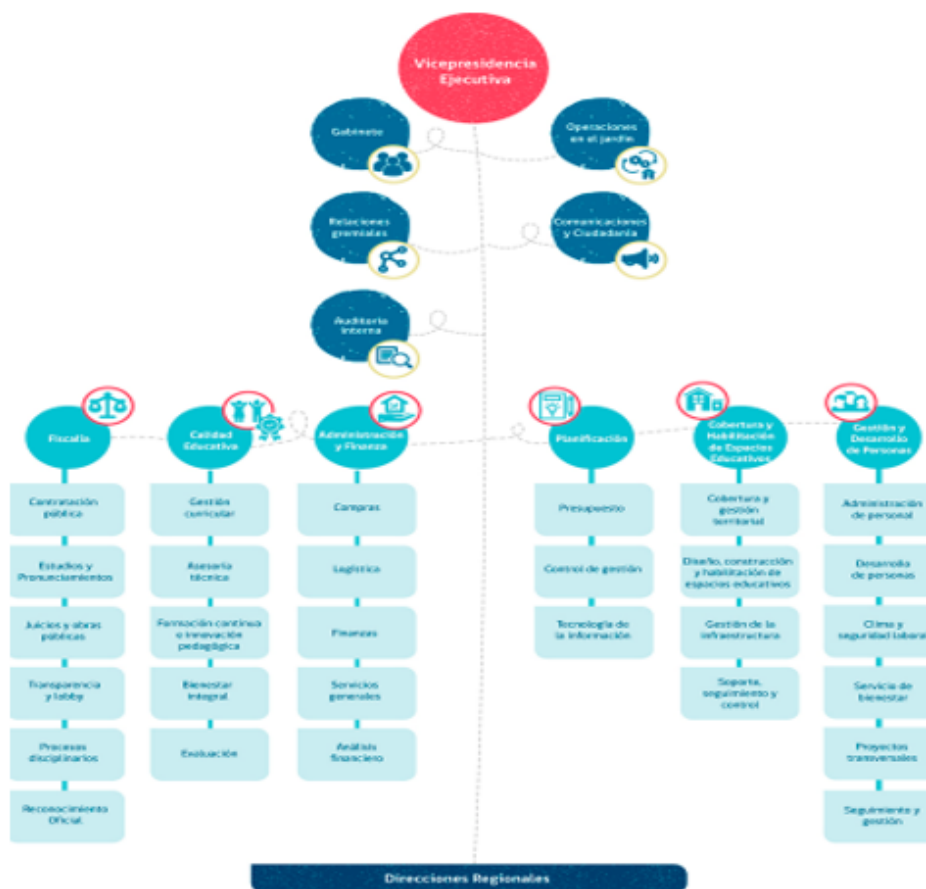 Vicepresidencia
Ejecutiva
Gabinete
Operaciones
en el jardín
Relaciones
gremiales
Comunicaciones
y Ciudadanía
Auditoría
interna
Fiscalía
Calidad
Educativa
Administración
y Finanza
Planificación
Cobertura y
Habilitación
de Espacios
Educativos
Gestión y
Desarrollo
de Personas
Contratación
pública
Estudios y
Pronunciamientos
Juicios y obras
públicas
Transparencia
y lobby
Procesos
disciplinarios
Reconocimiento
Oficial
Gestión
curricular
Asesoría
técnica
Formación continua
e innovación
pedagógica
Bienestar
integral
Evaluación
Compras
Logística
Finanzas
Servicios
generales
Análisis
financiero
Presupuesto
Control de gestión
Tecnología de
la información
Cobertura y
gestión
territorial
Diseño, construcción
y habilitación de
espacios educativos
Gestión de la
infraestructura
Soporte,
seguimiento y
control
Administración
de personal
Desarrollo
de personas
Clima y
seguridad laboral
Servicio de
bienestar
Proyectos
transversales
Seguimiento y
gestión
Direcciones Regionales